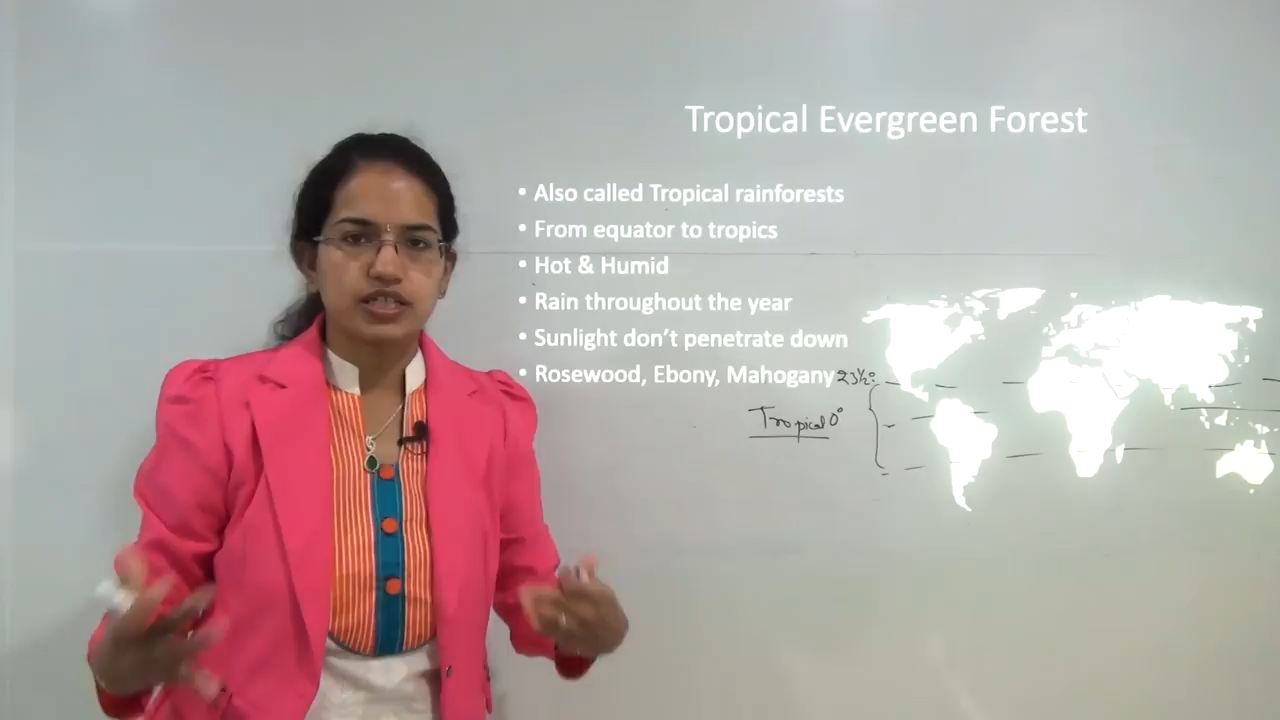 Tropical Evergreen Forest
• Also called Tropical rainforests
• From equator to tropics
• Hot & Humid
• Rain throughout the year
• Sunlight don't penetrate down
• Rosewood, Ebony, Mahogany 23½°
Tropical 0°